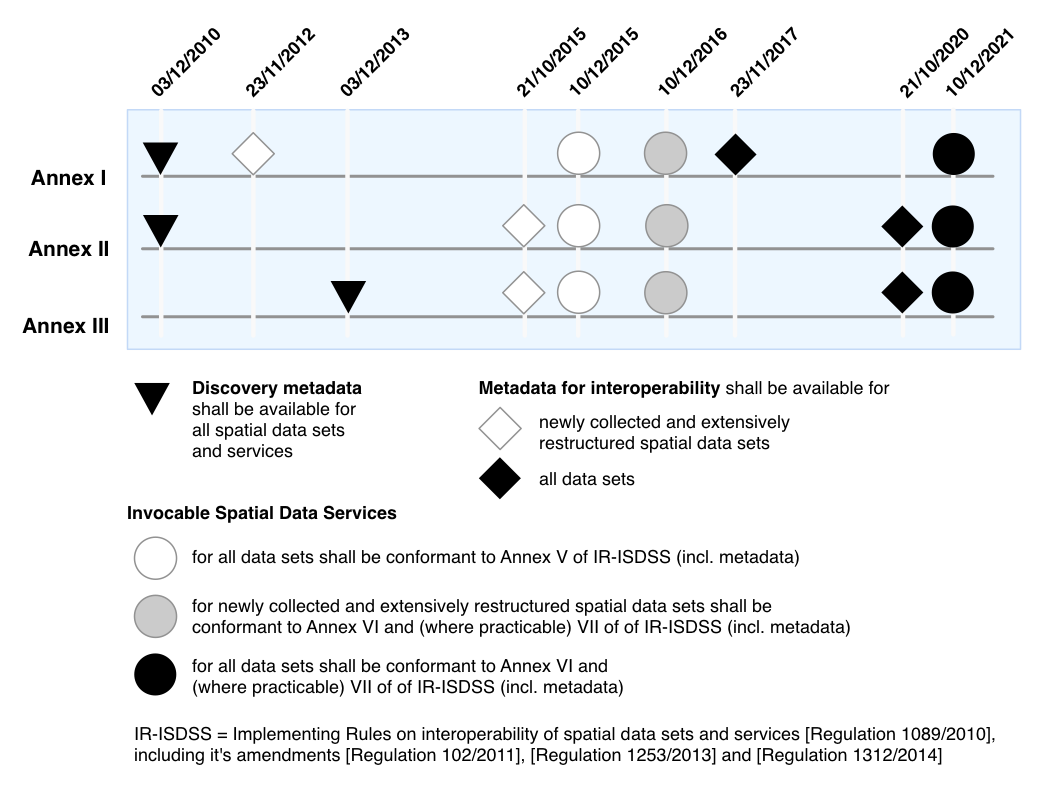 03/12/2010
23/11/2012
03/12/2013
21/10/2015
10/12/2015
10/12/2016
23/11/2017
21/10/2020
10/12/2021
Annex I
Annex II
Annex III
Discovery metadata
shall be available for
all spatial data sets
and services
Metadata for interoperability shall be available for
newly collected and extensively
restructured spatial data sets
all data sets
Invocable Spatial Data Services
for all data sets shall be conformant to Annex V of IR-ISDSS (incl. metadata)
for newly collected and extensively restructured spatial data sets shall be
conformant to Annex VI and (where practicable) VII of of IR-ISDSS (incl. metadata)
for all data sets shall be conformant to Annex VI and
(where practicable) VII of of IR-ISDSS (incl. metadata)
IR-ISDSS = Implementing Rules on interoperability of spatial data sets and services [Regulation 1089/2010],
including it's amendments [Regulation 102/2011], [Regulation 1253/2013] and [Regulation 1312/2014]